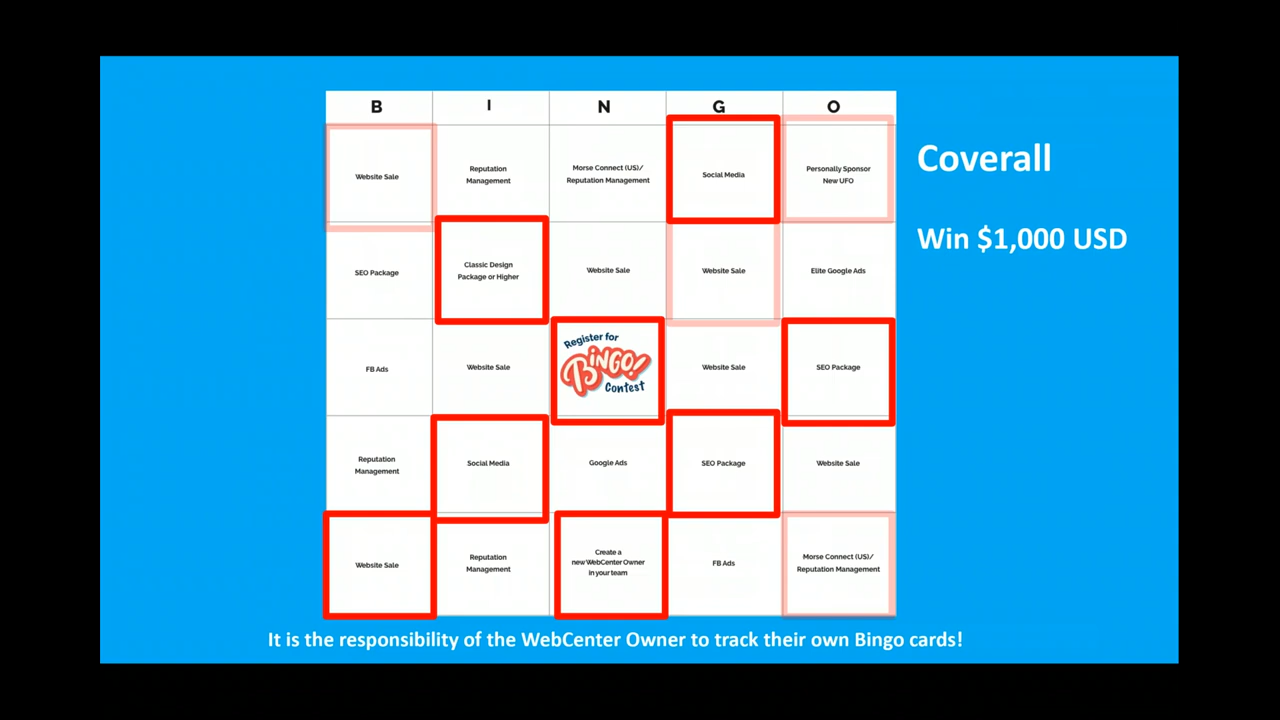 B I N G O
Website Sale
Reputation
Management
Morse Connect (US)/
Reputation Management
Social Media
Personally Sponsor
New UFO
SEO Package
Classic Design
Package or Higher
Website Sale
Website Sale
Elite Google Ads
FB Ads
Website Sale
Register for
BiNGO!
Contest
Website Sale
SEO Package
Reputation
Management
Social Media
Google Ads
SEO Package
Website Sale
Website Sale
Reputation
Management
Create a
new WebCenter Owner
in your team
FB Ads
Morse Connect (US)/
Reputation Management
Coverall
Win $1,000 USD
It is the responsibility of the WebCenter Owner to track their own Bingo cards!